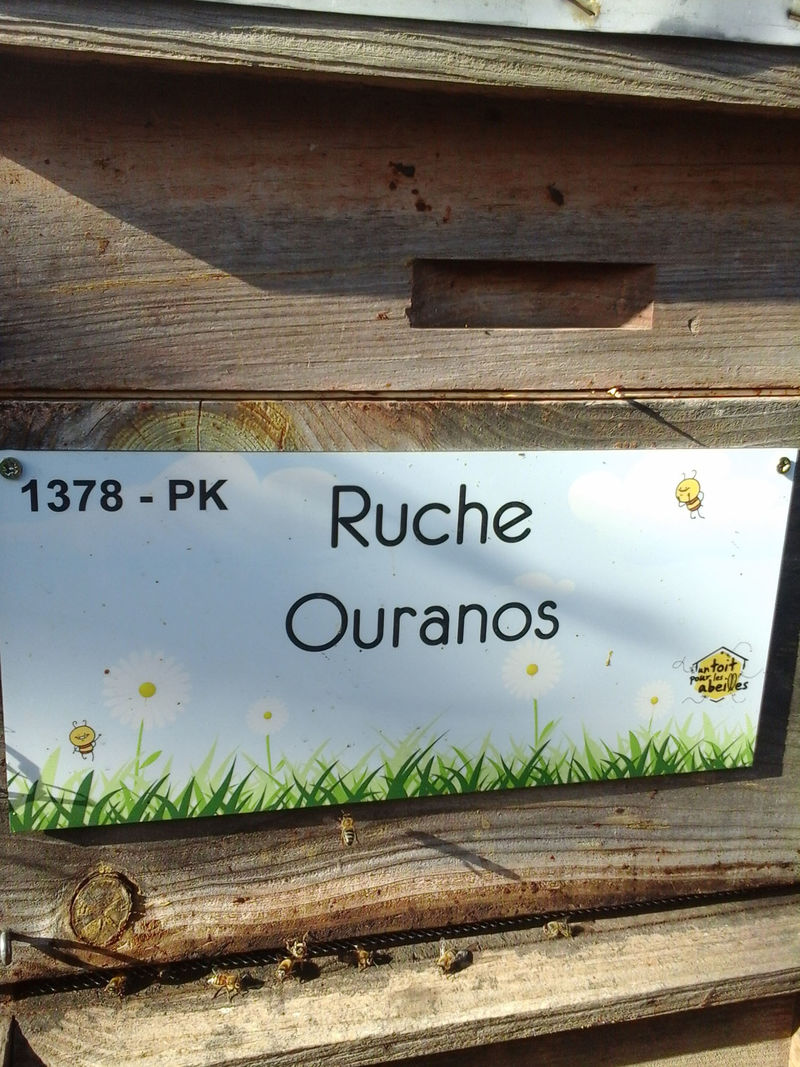 1378 - PK
Ruche
Ouranos
un toit
pour les
abeilles